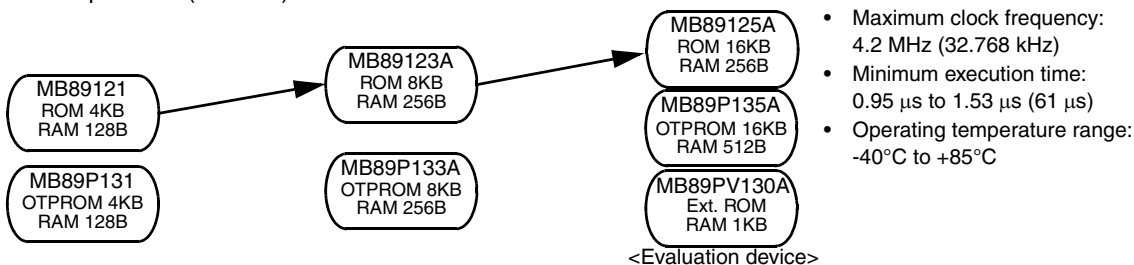 MB89121
ROM 4KB
RAM 128B
MB89P131
OTPROM 4KB
RAM 128B
MB89123A
ROM 8KB
RAM 256B
MB89P133A
OTPROM 8KB
RAM 256B
MB89125A
ROM 16KB
RAM 256B
MB89P135A
OTPROM 16KB
RAM 512B
MB89PV130A
Ext. ROM
RAM 1KB
<Evaluation device>
• Maximum clock frequency:
4.2 MHz (32.768 kHz)
• Minimum execution time:
0.95 μs to 1.53 μs (61 μs)
• Operating temperature range:
-40°C to +85°C